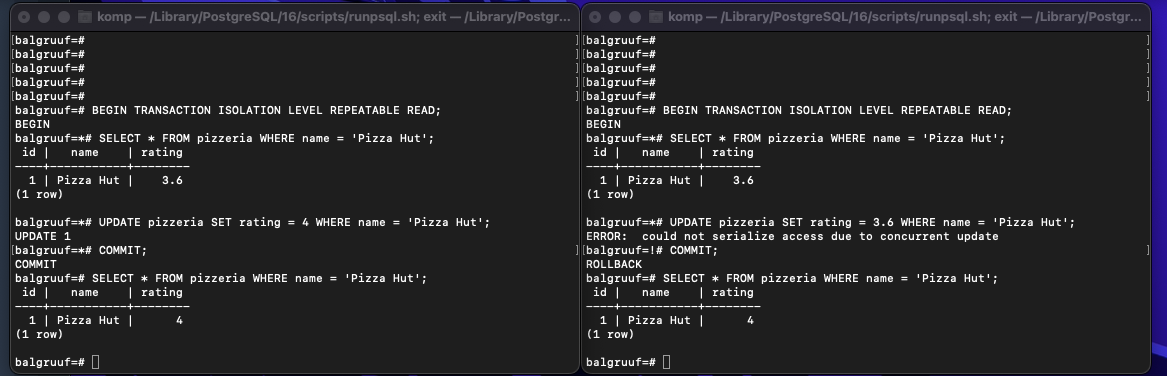 komp — /Library/PostgreSQL/16/scripts/runpsql.sh; exit — /Library/Postgr...
[balgruuf=# ]
[balgruuf=# ]
[balgruuf=# ]
[balgruuf=# ]
[balgruuf=# ]
balgruuf=# BEGIN TRANSACTION ISOLATION LEVEL REPEATABLE READ;
BEGIN
balgruuf=*# SELECT * FROM pizzeria WHERE name = 'Pizza Hut';
 id |   name    | rating
----+-----------+--------
  1 | Pizza Hut |    3.6
(1 row)
balgruuf=*# UPDATE pizzeria SET rating = 4 WHERE name = 'Pizza Hut';
UPDATE 1
[balgruuf=*# COMMIT; ]
COMMIT
balgruuf=# SELECT * FROM pizzeria WHERE name = 'Pizza Hut';
 id |   name    | rating
----+-----------+--------
  1 | Pizza Hut |      4
(1 row)
balgruuf=#
komp — /Library/PostgreSQL/16/scripts/runpsql.sh; exit — /Library/Postgr...
[balgruuf=# ]
[balgruuf=# ]
[balgruuf=# ]
[balgruuf=# ]
[balgruuf=# ]
balgruuf=# BEGIN TRANSACTION ISOLATION LEVEL REPEATABLE READ;
BEGIN
balgruuf=*# SELECT * FROM pizzeria WHERE name = 'Pizza Hut';
 id |   name    | rating
----+-----------+--------
  1 | Pizza Hut |    3.6
(1 row)
balgruuf=*# UPDATE pizzeria SET rating = 3.6 WHERE name = 'Pizza Hut';
ERROR:  could not serialize access due to concurrent update
[balgruuf=!# COMMIT; ]
ROLLBACK
balgruuf=# SELECT * FROM pizzeria WHERE name = 'Pizza Hut';
 id |   name    | rating
----+-----------+--------
  1 | Pizza Hut |      4
(1 row)
balgruuf=#